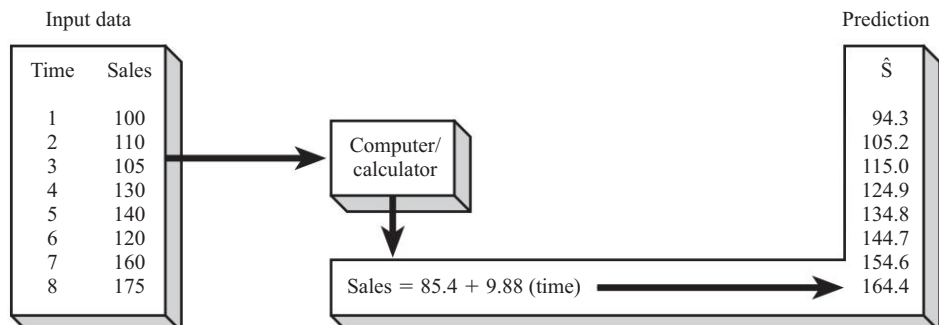 Input data
Prediction
Time Sales
Ŝ
1 100
94.3
2 110
105.2
3 105
115.0
4 130
124.9
5 140
134.8
6 120
144.7
7 160
154.6
8 175
164.4
Computer/
calculator
Sales = 85.4 + 9.88 (time)